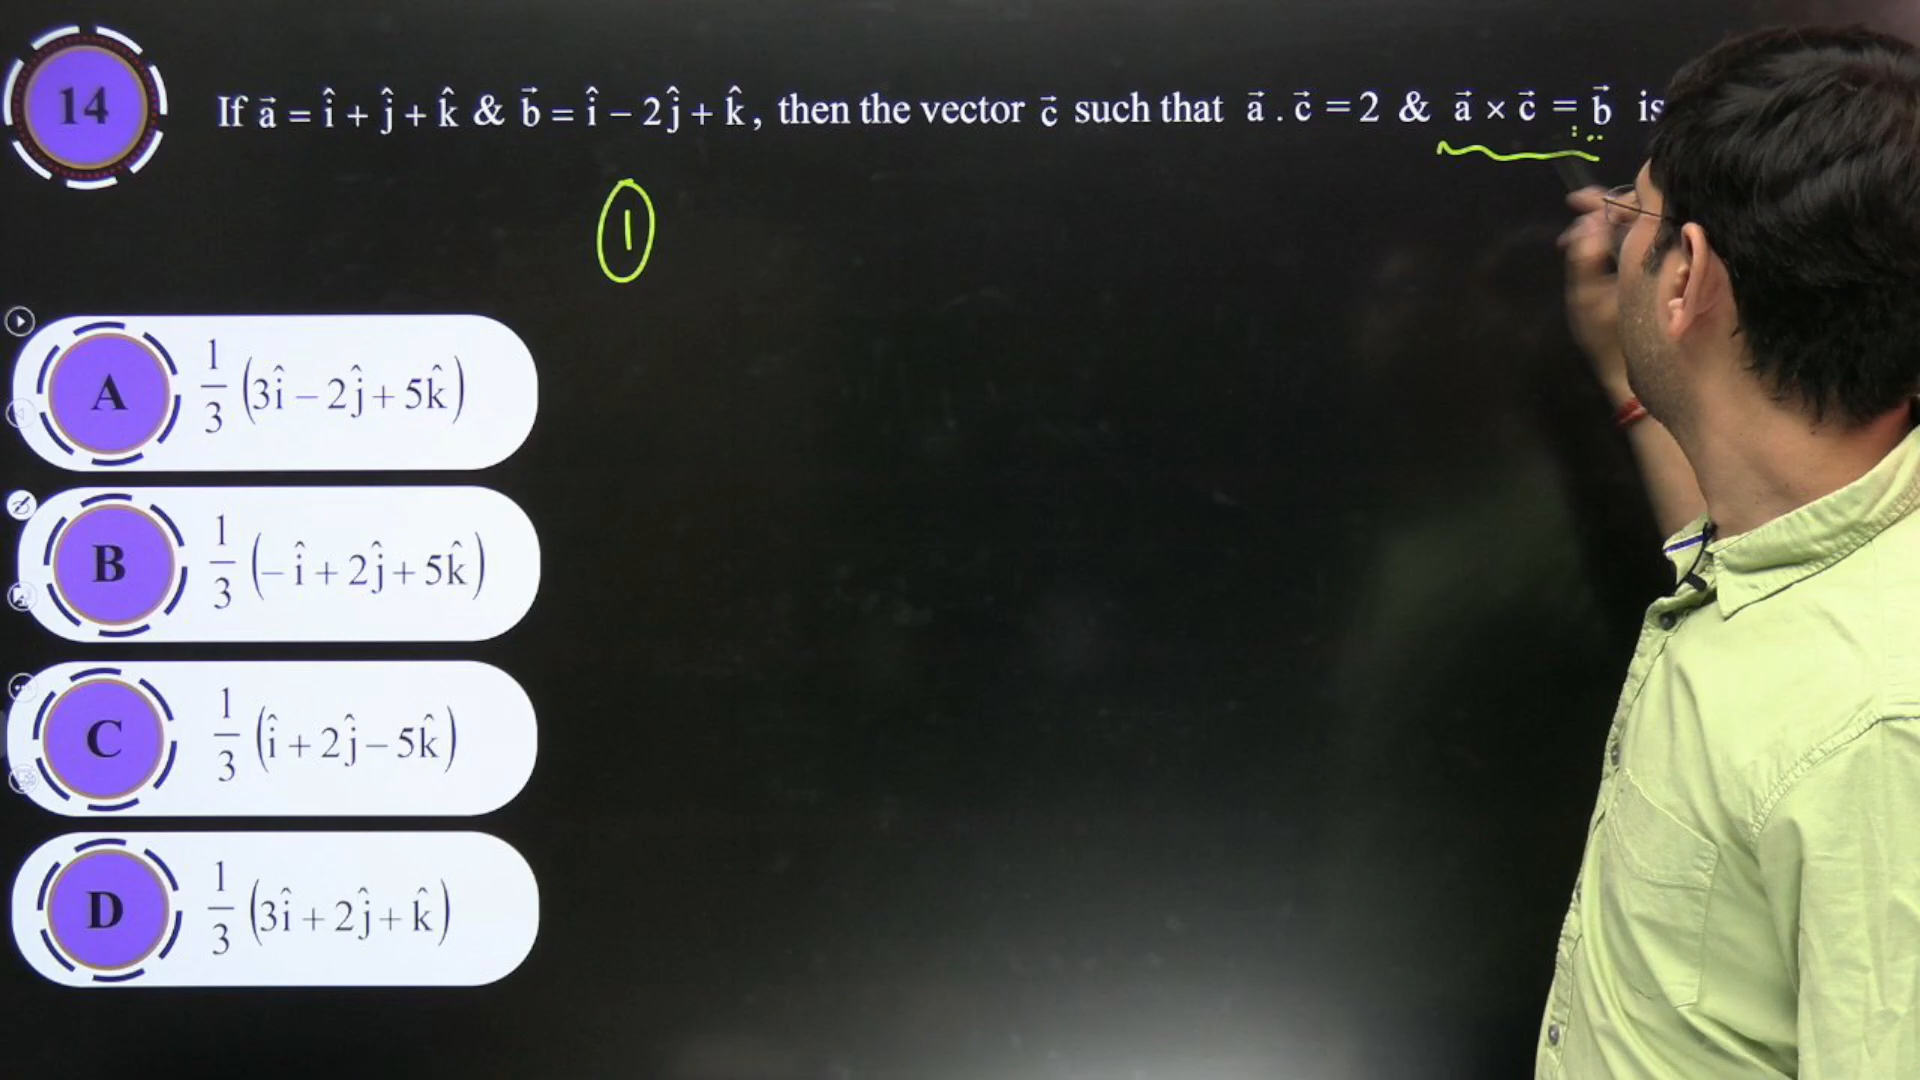 14
If a⃗ = î + ĵ + k̂ & b⃗ = î − 2ĵ + k̂, then the vector c⃗ such that a⃗ . c⃗ = 2 & a⃗ × c⃗ = b⃗ is
1
A 1/3 (3î − 2ĵ + 5k̂)
B 1/3 (− î + 2ĵ + 5k̂)
C 1/3 (î + 2ĵ − 5k̂)
D 1/3 (3î + 2ĵ + k̂)